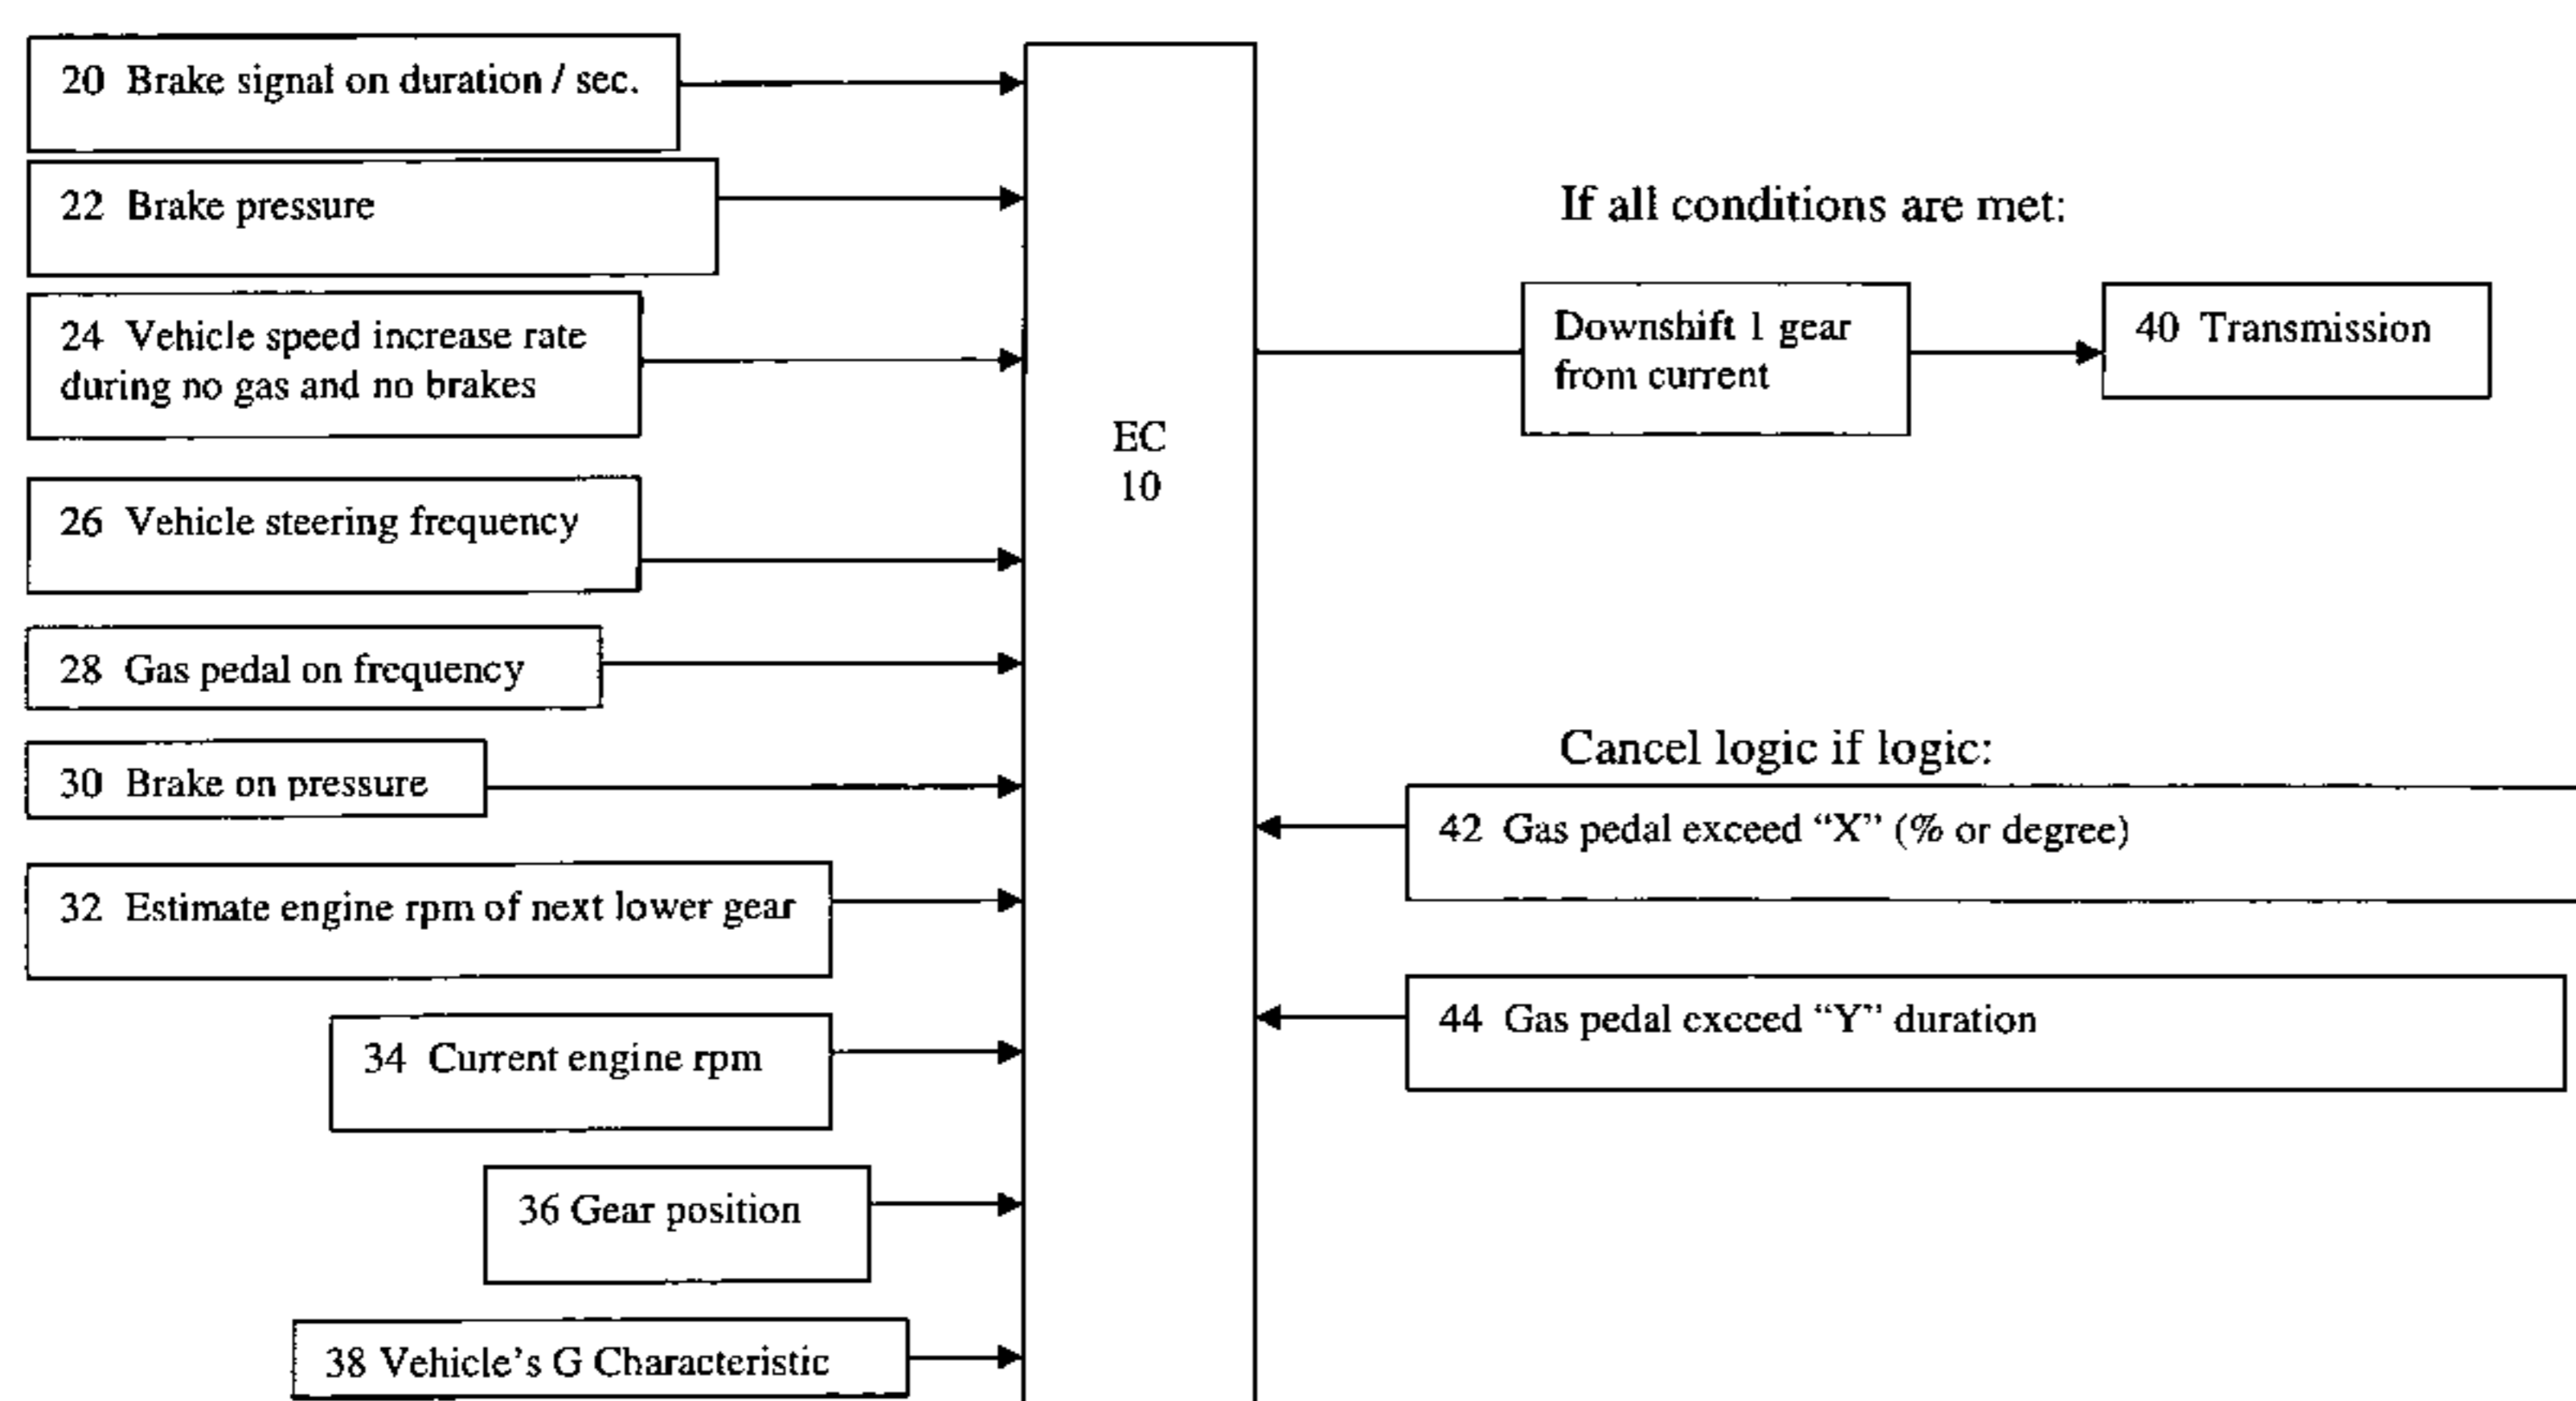 20 Brake signal on duration / sec.
22 Brake pressure
24 Vehicle speed increase rate
during no gas and no brakes
26 Vehicle steering frequency
28 Gas pedal on frequency
30 Brake on pressure
32 Estimate engine rpm of next lower gear
34 Current engine rpm
36 Gear position
38 Vehicle's G Characteristic
EC
10
If all conditions are met:
Downshift 1 gear
from current
40 Transmission
Cancel logic if logic:
42 Gas pedal exceed “X” (% or degree)
44 Gas pedal exceed “Y” duration